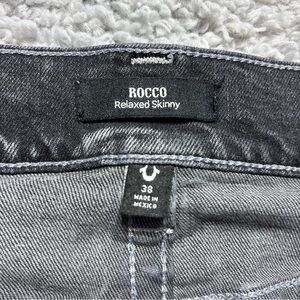 ROCCO
Relaxed Skinny
38
MADE IN
MEXICO